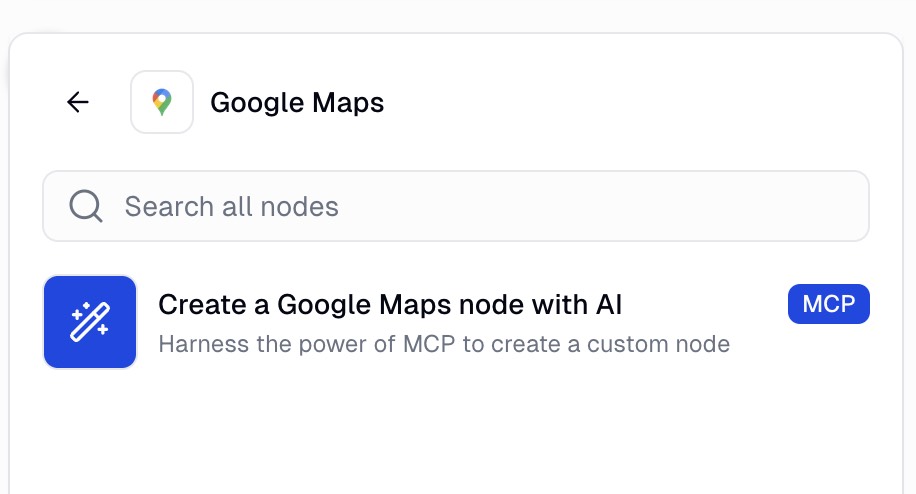 Google Maps
Search all nodes
Create a Google Maps node with AI
MCP
Harness the power of MCP to create a custom node